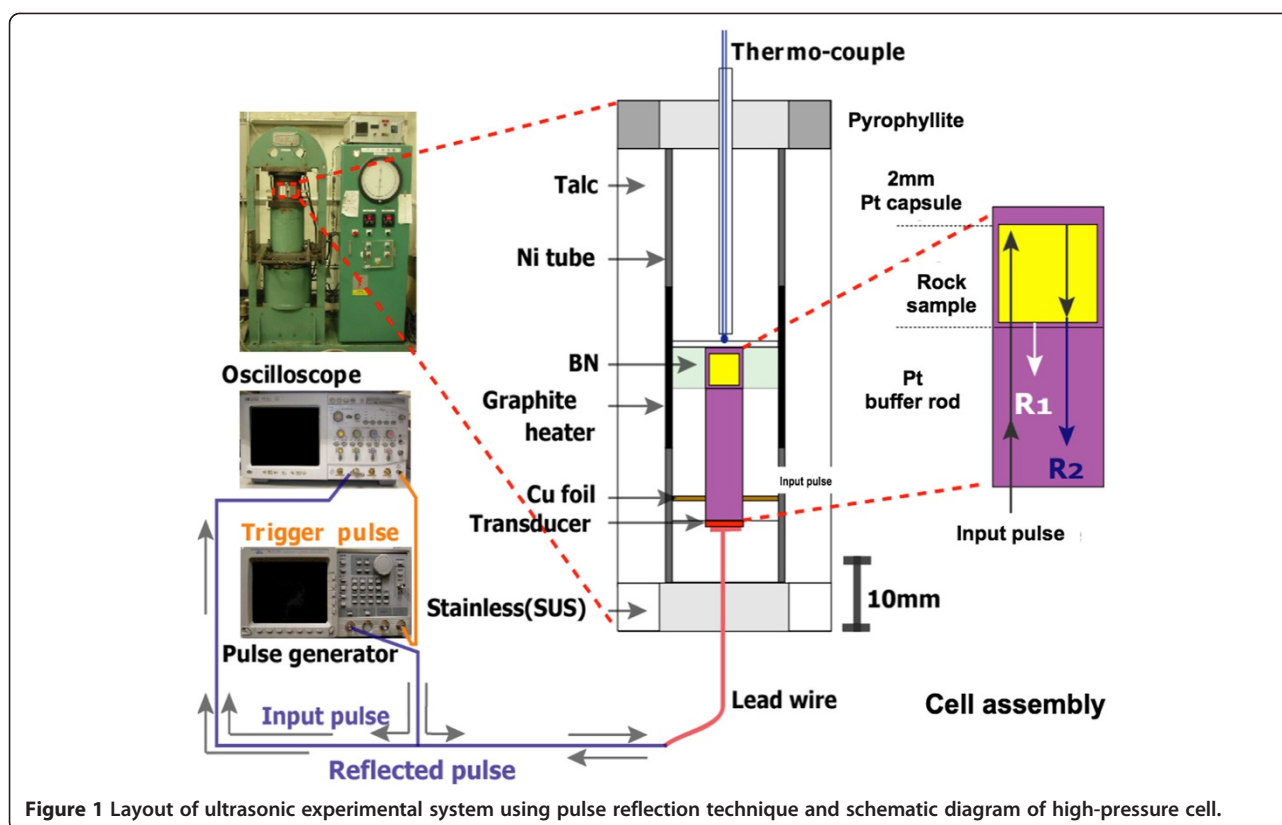 Thermo-couple
Pyrophyllite
Talc
2mm
Pt capsule
Ni tube
Rock
sample
BN
Oscilloscope
Graphite
heater
Pt
buffer rod
R1
R2
Input pulse
Cu foil
Transducer
Input pulse
Trigger pulse
Stainless(SUS)
10mm
Pulse generator
Lead wire
Cell assembly
Input pulse
Reflected pulse
Figure 1 Layout of ultrasonic experimental system using pulse reflection technique and schematic diagram of high-pressure cell.